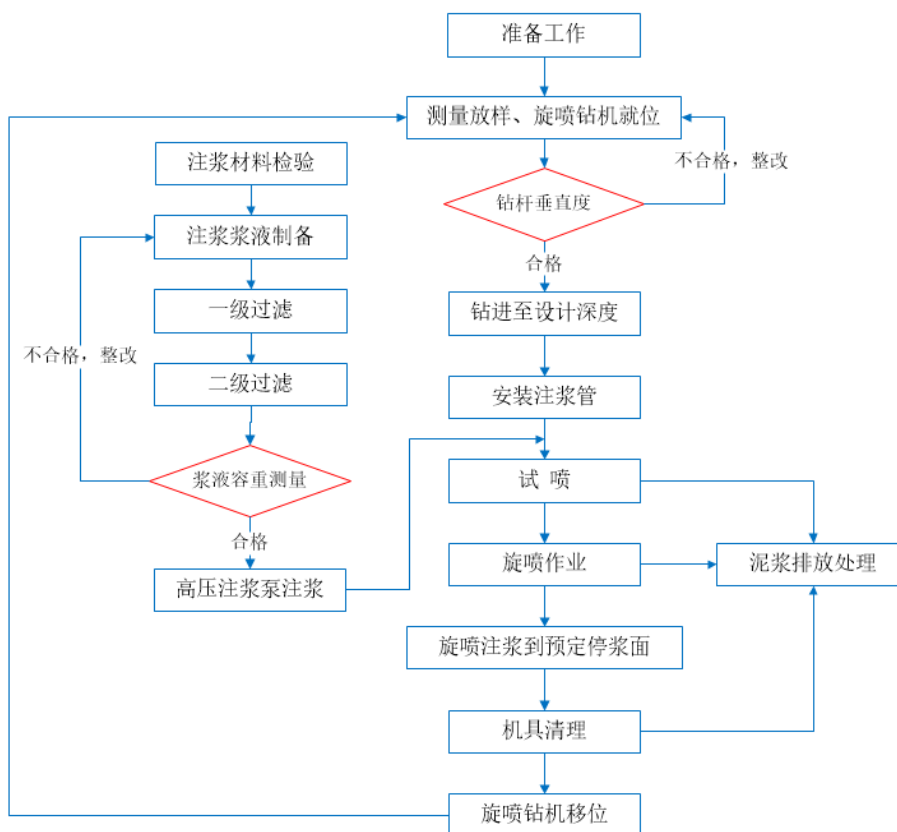 准备工作
测量放样、旋喷钻机就位
不合格，整改
注浆材料检验
钻杆垂直度
注浆浆液制备
合格
一级过滤
钻进至设计深度
不合格，整改
二级过滤
安装注浆管
浆液容重测量
试 喷
合格
旋喷作业
泥浆排放处理
高压注浆泵注浆
旋喷注浆到预定停浆面
机具清理
旋喷钻机移位